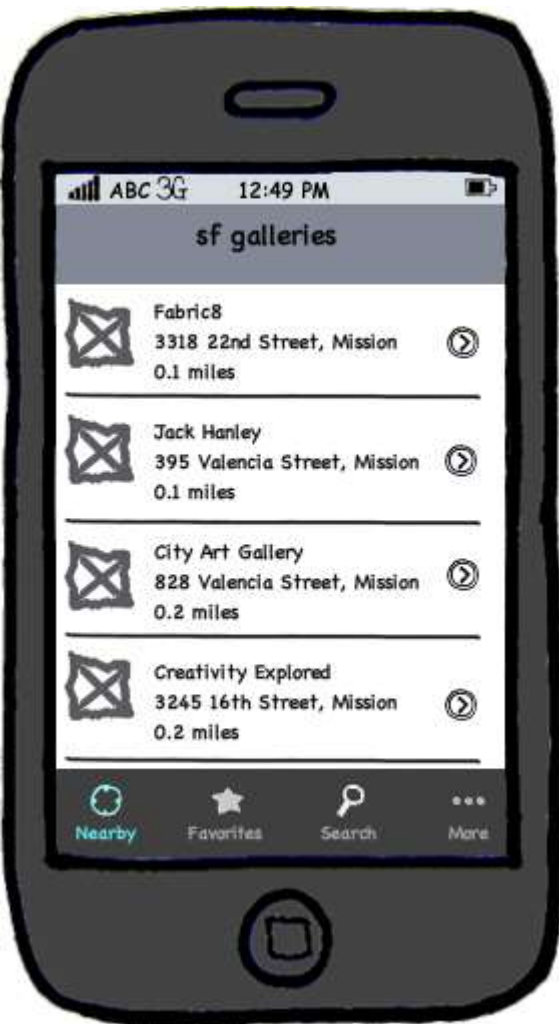 ABC 3G 12:49 PM
sf galleries
Fabric8
3318 22nd Street, Mission
0.1 miles
Jack Hanley
395 Valencia Street, Mission
0.1 miles
City Art Gallery
828 Valencia Street, Mission
0.2 miles
Creativity Explored
3245 16th Street, Mission
0.2 miles
Nearby Favorites Search More